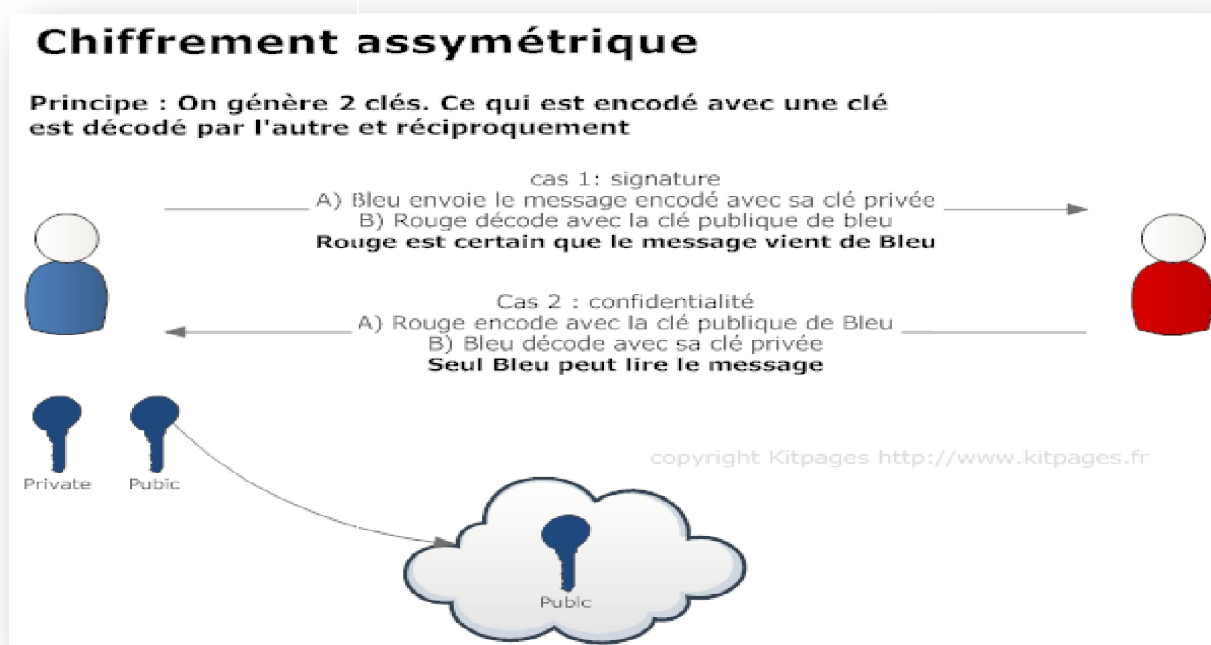 Chiffrement assymétrique
Principe : On génère 2 clés. Ce qui est encodé avec une clé
est décodé par l'autre et réciproquement
cas 1: signature
A) Bleu envoie le message encodé avec sa clé privée
B) Rouge décode avec la clé publique de bleu
Rouge est certain que le message vient de Bleu
Cas 2 : confidentialité
A) Rouge encode avec la clé publique de Bleu
B) Bleu décode avec sa clé privée
Seul Bleu peut lire le message
Private Pubic
copyright Kitpages http://www.kitpages.fr
Pubic